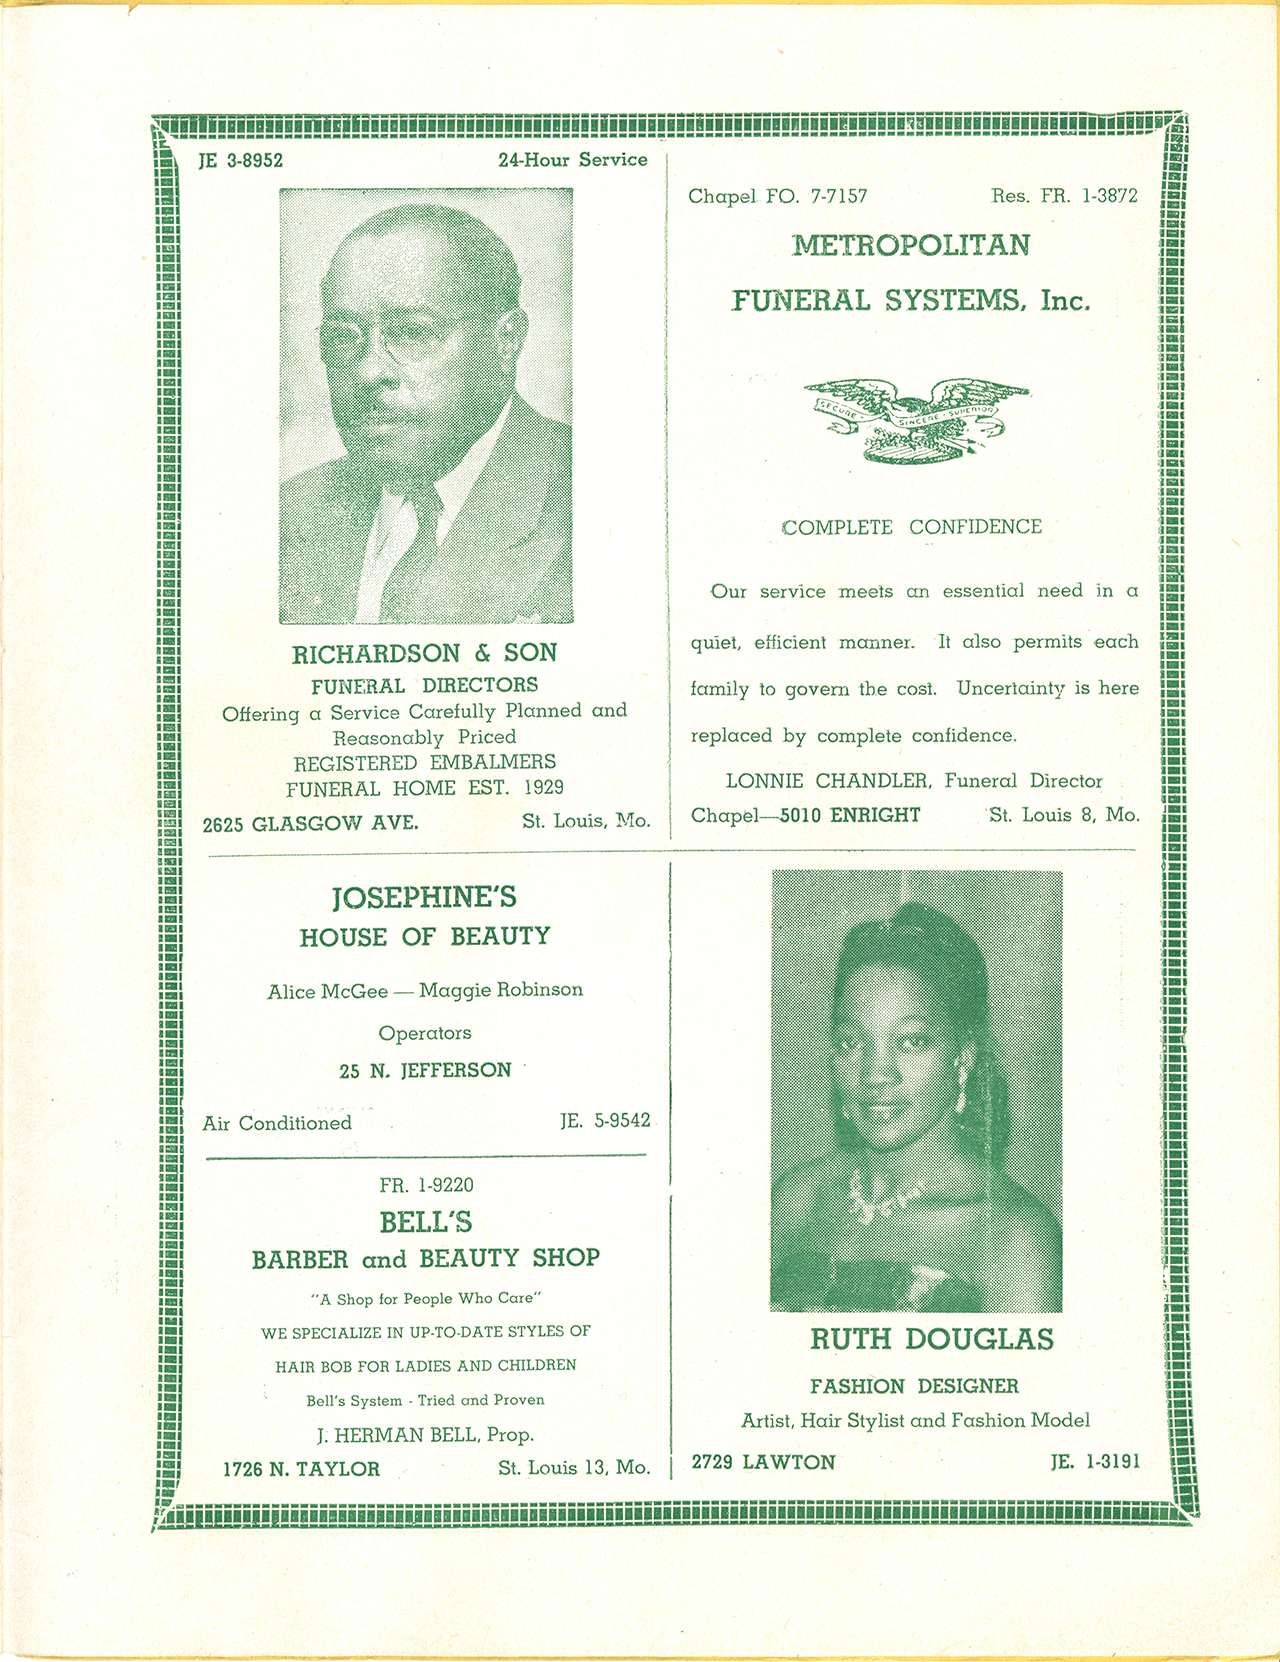 JE 3-8952 24-Hour Service
RICHARDSON & SON
FUNERAL DIRECTORS
Offering a Service Carefully Planned and
Reasonably Priced
REGISTERED EMBALMERS
FUNERAL HOME EST. 1929
2625 GLASGOW AVE. St. Louis, Mo.
Chapel FO. 7-7157 Res. FR. 1-3872
METROPOLITAN
FUNERAL SYSTEMS, Inc.
SECURE - SINCERE - SUPERIOR
COMPLETE CONFIDENCE
Our service meets an essential need in a
quiet, efficient manner. It also permits each
family to govern the cost. Uncertainty is here
replaced by complete confidence.
LONNIE CHANDLER, Funeral Director
Chapel—5010 ENRIGHT St. Louis 8, Mo.
JOSEPHINE'S
HOUSE OF BEAUTY
Alice McGee — Maggie Robinson
Operators
25 N. JEFFERSON
Air Conditioned JE. 5-9542
FR. 1-9220
BELL'S
BARBER and BEAUTY SHOP
"A Shop for People Who Care"
WE SPECIALIZE IN UP-TO-DATE STYLES OF
HAIR BOB FOR LADIES AND CHILDREN
Bell's System - Tried and Proven
J. HERMAN BELL, Prop.
1726 N. TAYLOR St. Louis 13, Mo.
RUTH DOUGLAS
FASHION DESIGNER
Artist, Hair Stylist and Fashion Model
2729 LAWTON JE. 1-3191